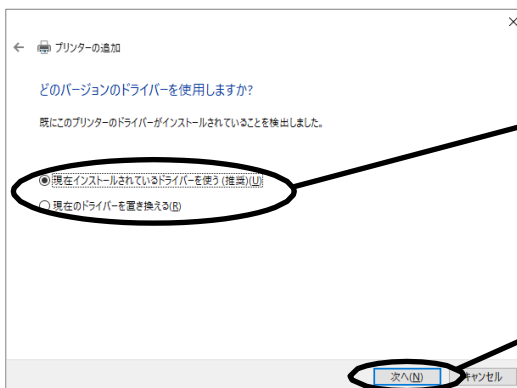 プリンターの追加
どのバージョンのドライバーを使用しますか?
既にこのプリンターのドライバーがインストールされていることを検出しました。
現在インストールされているドライバーを使う (推奨)(U)
現在のドライバーを置き換える(R)
次へ(N) キャンセル